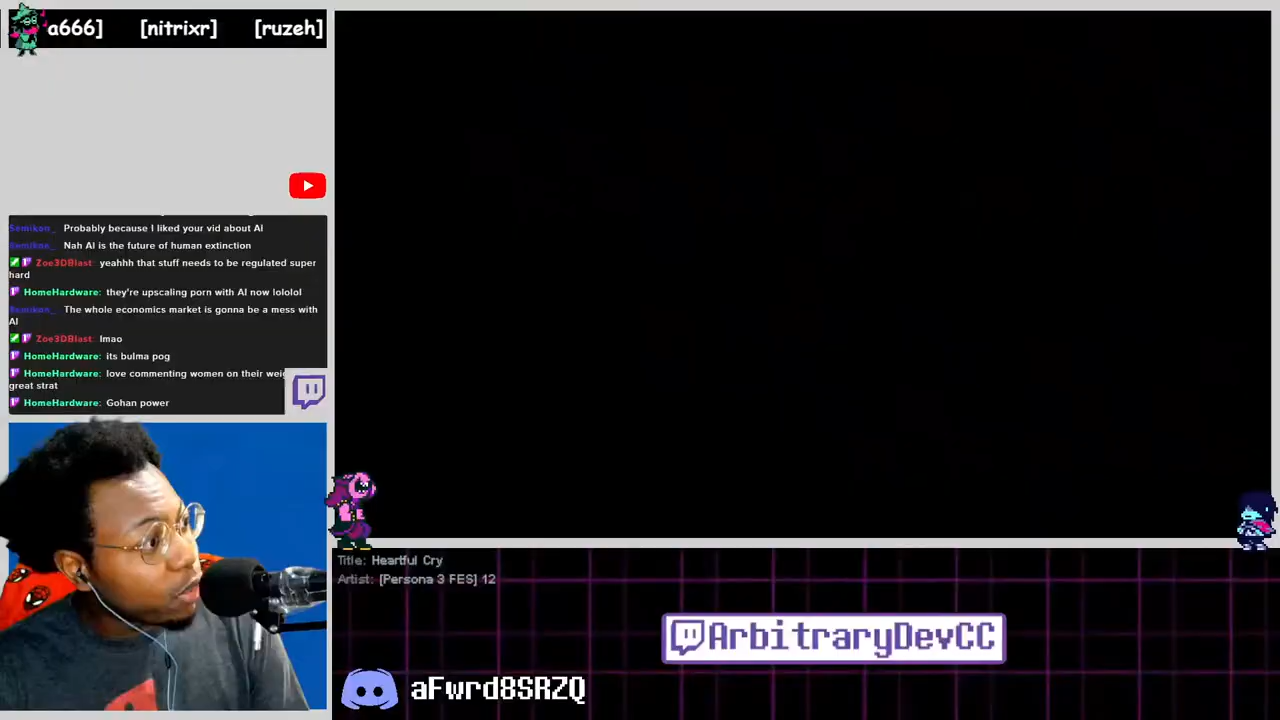 a666] [nitrixr] [ruzeh]
Semikon_ Probably because I liked your vid about AI
Semikon_ Nah AI is the future of human extinction
Zoe3DBlast: yeahhh that stuff needs to be regulated super
hard
HomeHardware: they're upscaling porn with AI now lololol
Semikon_ The whole economics market is gonna be a mess with
AI
Zoe3DBlast: lmao
HomeHardware: its bulma pog
HomeHardware: love commenting women on their
great strat
HomeHardware: Gohan power
Title: Heartful Cry
Artist: [Persona 3 FES] 12
ArbitraryDevCC
aFwrd8SRZQ